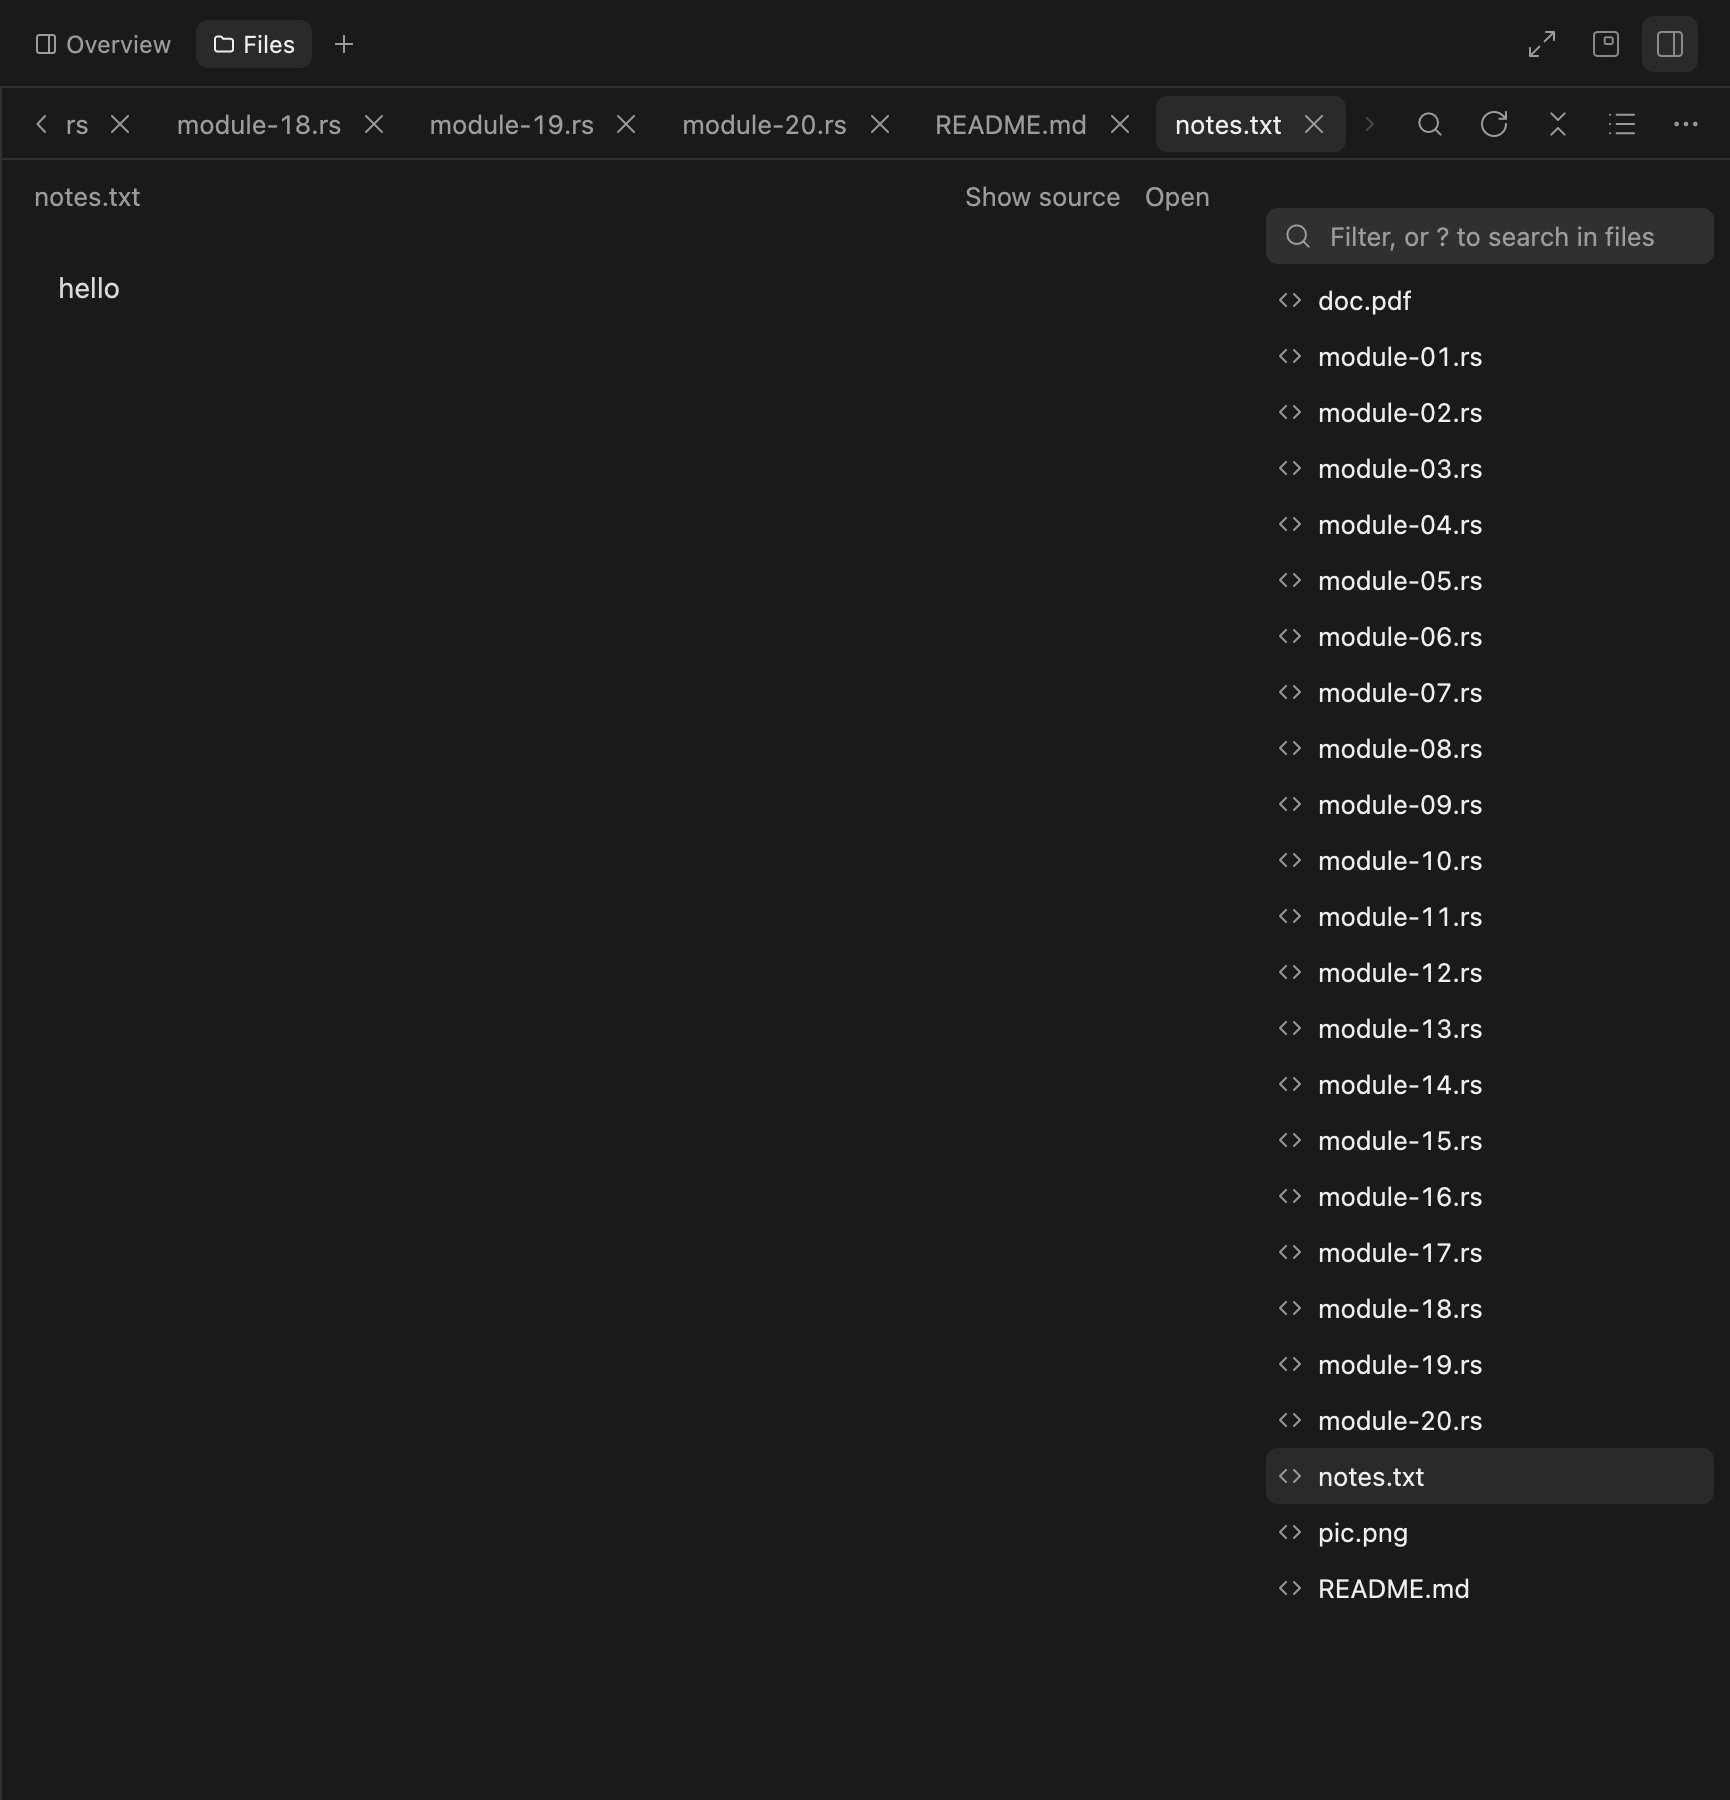 Overview Files
rs module-18.rs module-19.rs module-20.rs README.md notes.txt
notes.txt Show source Open
Filter, or ? to search in files
hello
doc.pdf
module-01.rs
module-02.rs
module-03.rs
module-04.rs
module-05.rs
module-06.rs
module-07.rs
module-08.rs
module-09.rs
module-10.rs
module-11.rs
module-12.rs
module-13.rs
module-14.rs
module-15.rs
module-16.rs
module-17.rs
module-18.rs
module-19.rs
module-20.rs
notes.txt
pic.png
README.md